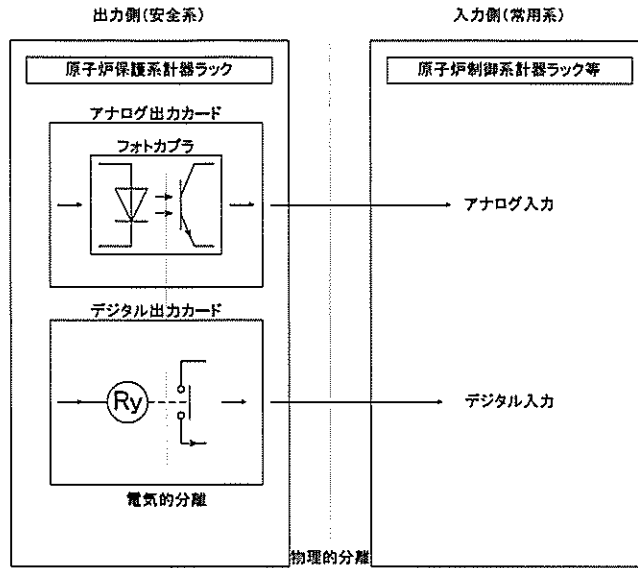 出力側(安全系)
入力側(常用系)
原子炉保護系計器ラック
原子炉制御系計器ラック等
アナログ出力カード
フォトカプラ
アナログ入力
デジタル出力カード
Ry
デジタル入力
電気的分離
物理的分離